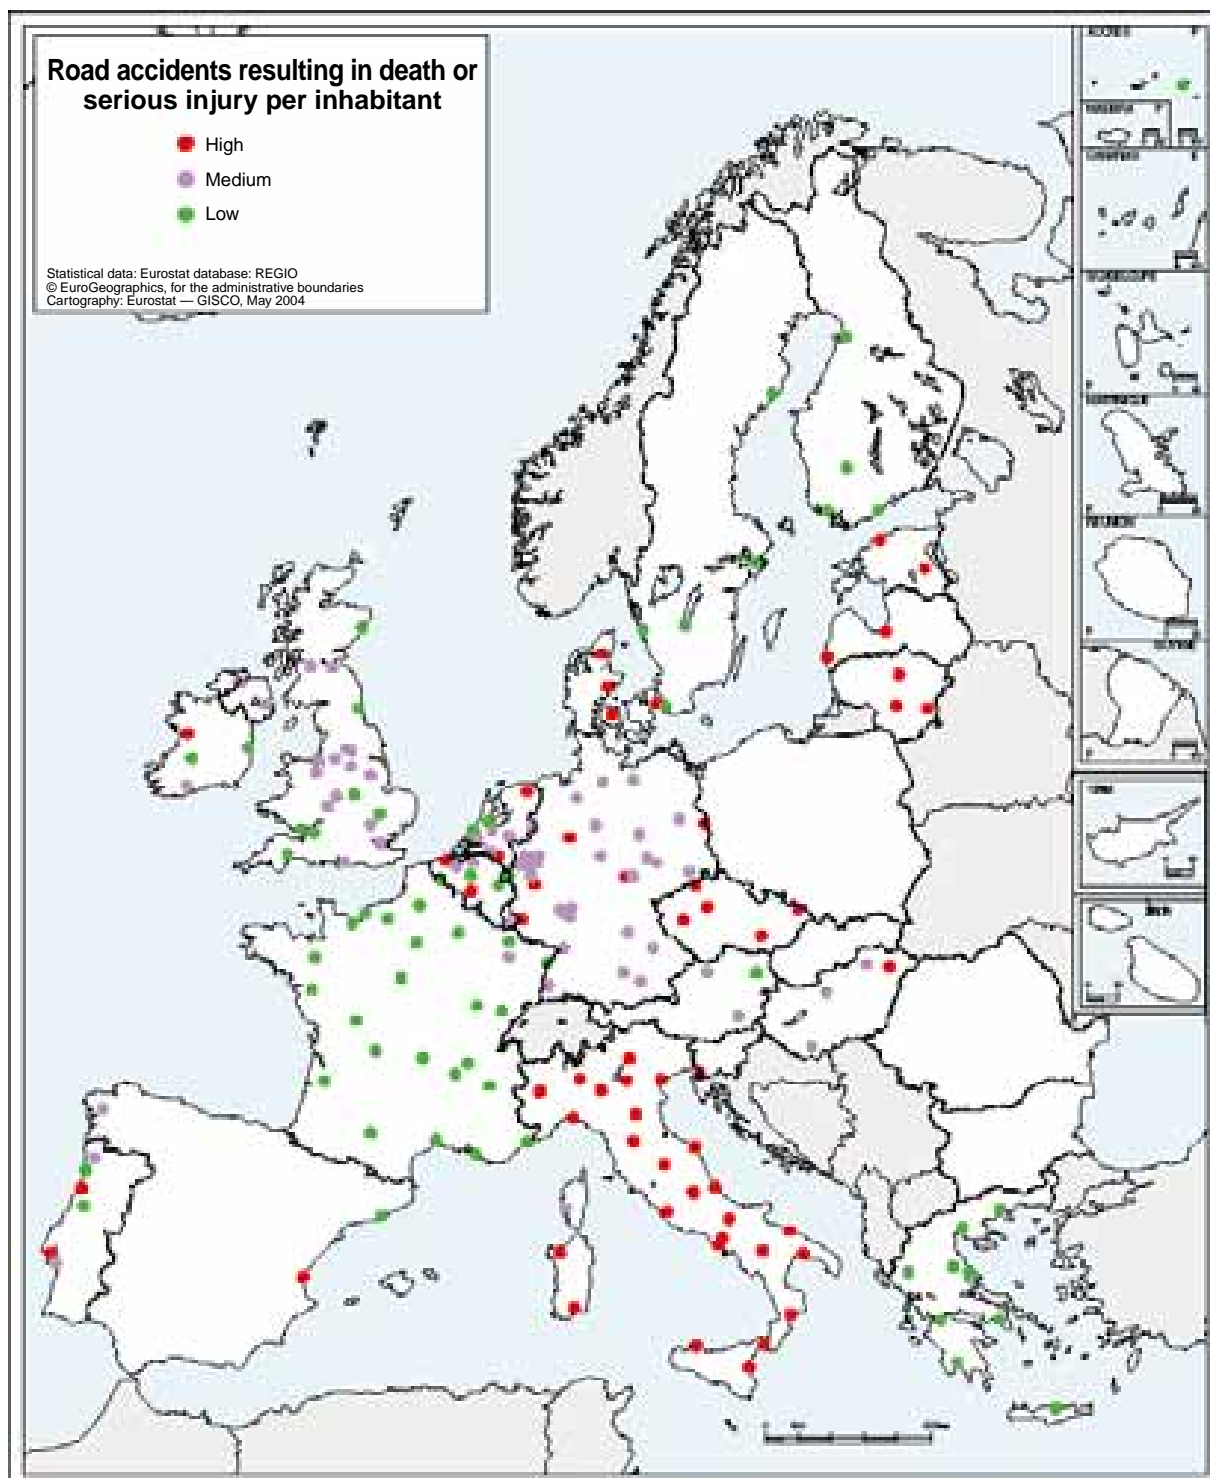 Road accidents resulting in death or
serious injury per inhabitant
High
Medium
Low
Statistical data: Eurostat database: REGIO
© EuroGeographics, for the administrative boundaries
Cartography: Eurostat — GISCO, May 2004